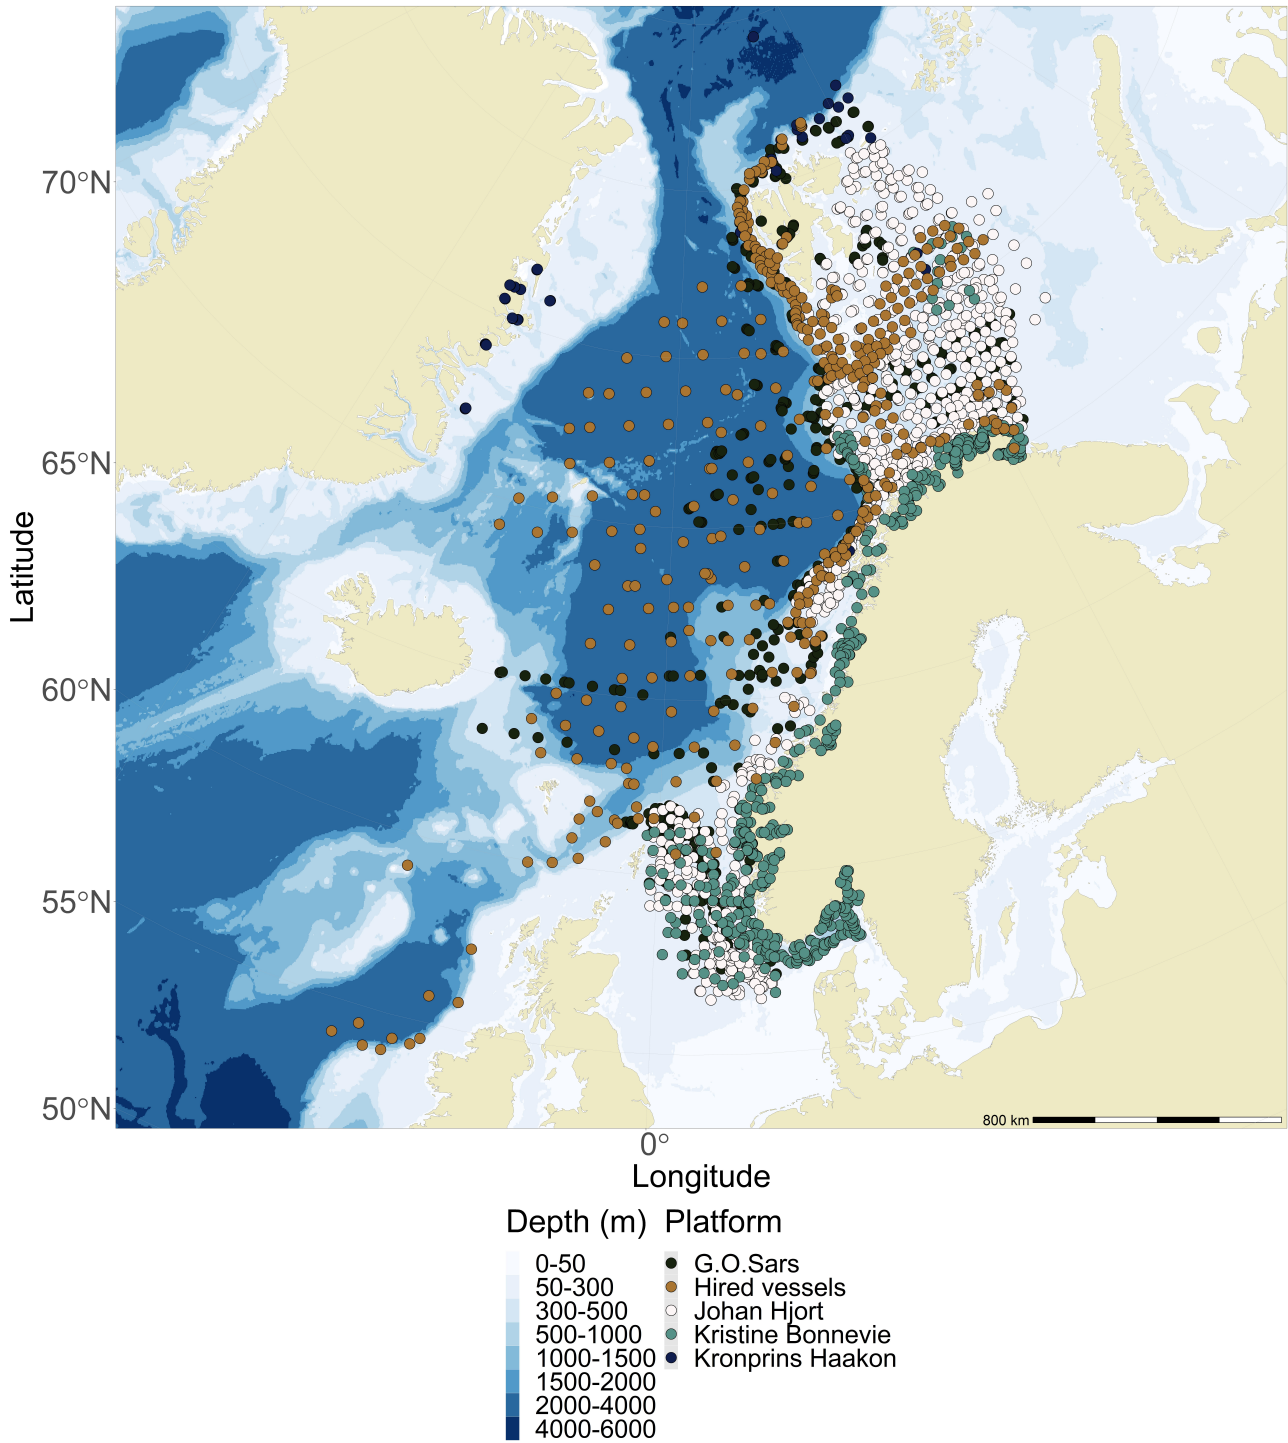 70°N
65°N
60°N
55°N
50°N
Latitude
800 km
0°
Longitude
Depth (m)
0-50
50-300
300-500
500-1000
1000-1500
1500-2000
2000-4000
4000-6000
Platform
G.O.Sars
Hired vessels
Johan Hjort
Kristine Bonnevie
Kronprins Haakon